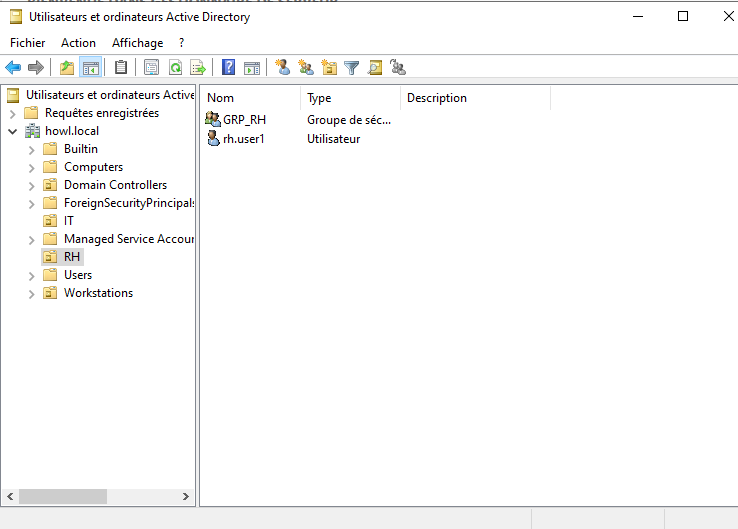 Utilisateurs et ordinateurs Active Directory
Fichier Action Affichage ?
Utilisateurs et ordinateurs Active
Requêtes enregistrées
howl.local
Builtin
Computers
Domain Controllers
ForeignSecurityPrincipals
IT
Managed Service Accour
RH
Users
Workstations
Nom Type Description
GRP_RH Groupe de séc...
rh.user1 Utilisateur